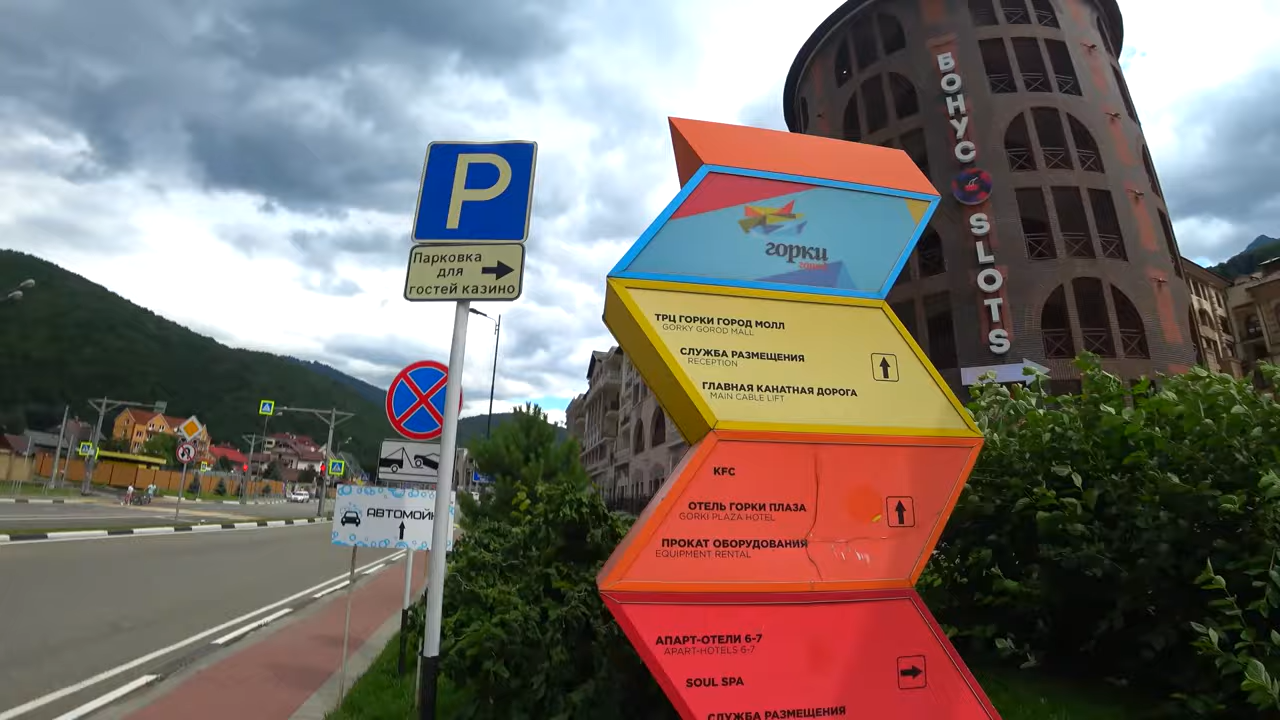 P
Парковка
для
гостей казино
АВТОМОЙК
горки
город
ТРЦ ГОРКИ ГОРОД МОЛЛ
GORKY GOROD MALL
СЛУЖБА РАЗМЕЩЕНИЯ
RECEPTION
ГЛАВНАЯ КАНАТНАЯ ДОРОГА
MAIN CABLE LIFT
KFC
ОТЕЛЬ ГОРКИ ПЛАЗА
GORKI PLAZA HOTEL
ПРОКАТ ОБОРУДОВАНИЯ
EQUIPMENT RENTAL
АПАРТ-ОТЕЛИ 6-7
APART-HOTELS 6-7
SOUL SPA
СЛУЖБА РАЗМЕЩЕНИЯ
БОНУС SLOTS